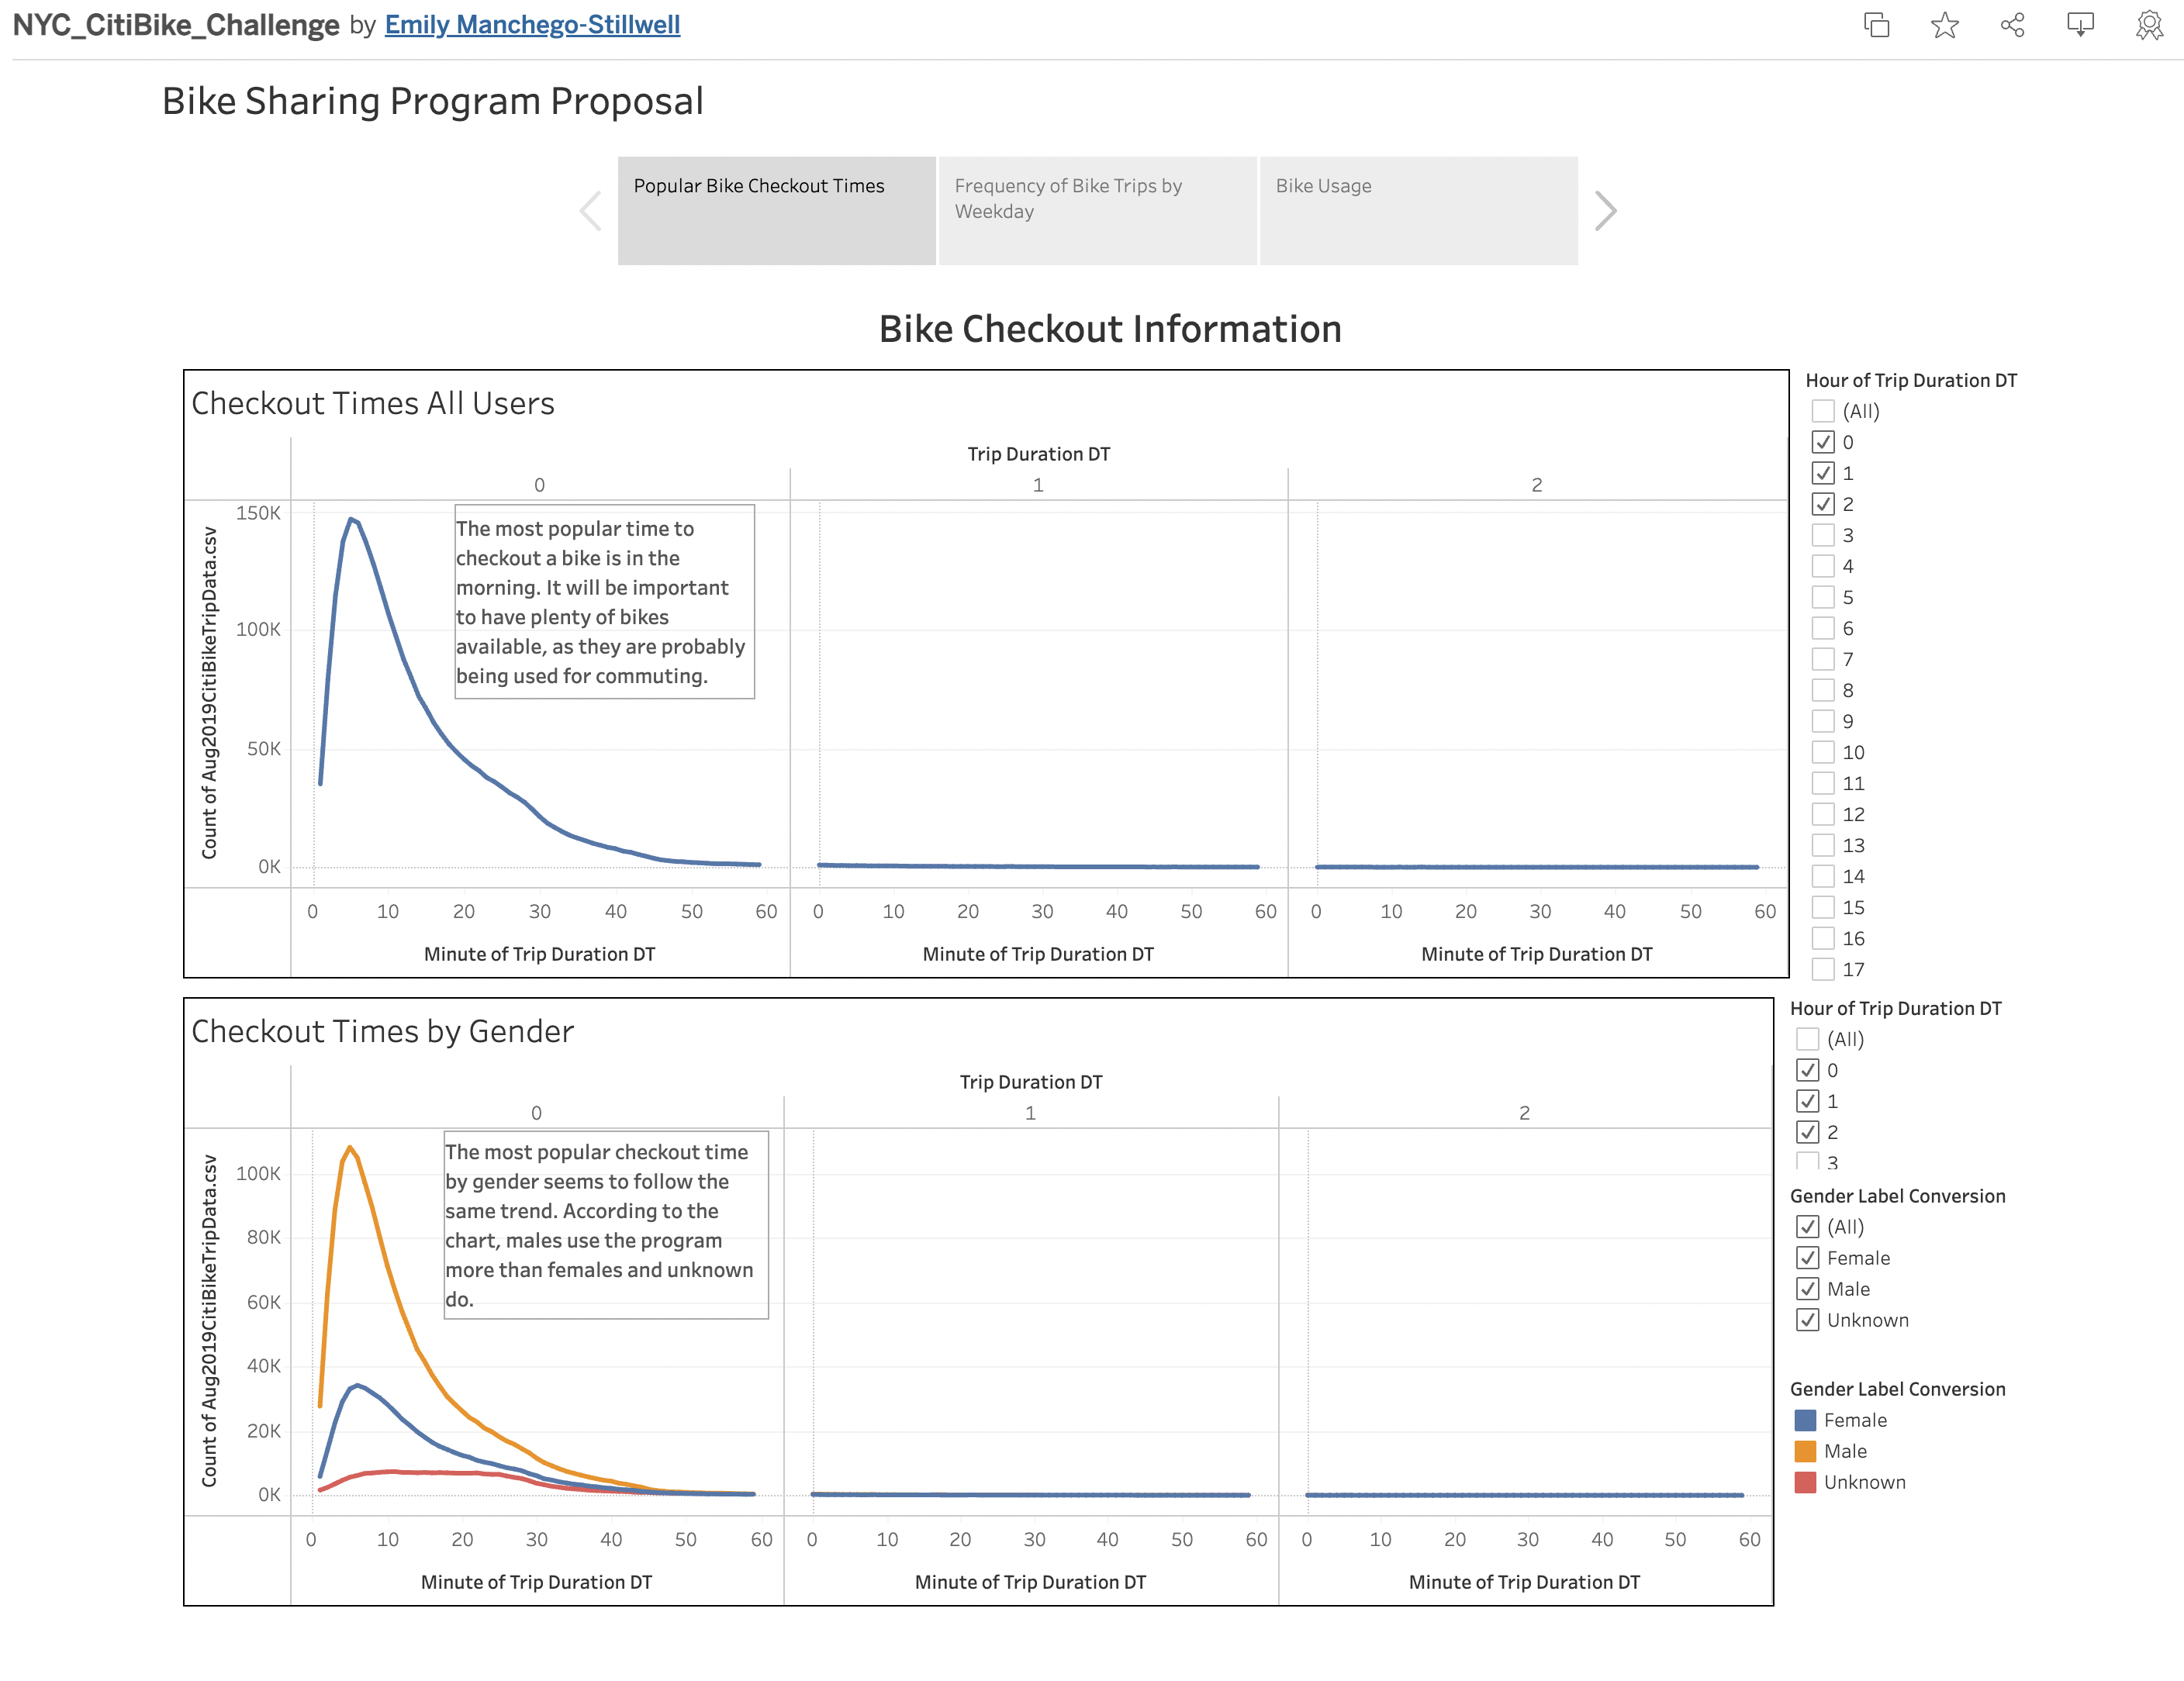 NYC_CitiBike_Challenge by Emily Manchego-Stillwell
Bike Sharing Program Proposal
Popular Bike Checkout Times
Frequency of Bike Trips by
Weekday
Bike Usage
Bike Checkout Information
Checkout Times All Users
Trip Duration DT
0 1 2
Count of Aug2019CitiBikeTripData.csv
150K
100K
50K
0K
The most popular time to
checkout a bike is in the
morning. It will be important
to have plenty of bikes
available, as they are probably
being used for commuting.
0 10 20 30 40 50 60 0 10 20 30 40 50 60 0 10 20 30 40 50 60
Minute of Trip Duration DT Minute of Trip Duration DT Minute of Trip Duration DT
Hour of Trip Duration DT
(All)
0
1
2
3
4
5
6
7
8
9
10
11
12
13
14
15
16
17
Checkout Times by Gender
Trip Duration DT
0 1 2
Count of Aug2019CitiBikeTripData.csv
100K
80K
60K
40K
20K
0K
The most popular checkout time
by gender seems to follow the
same trend. According to the
chart, males use the program
more than females and unknown
do.
0 10 20 30 40 50 60 0 10 20 30 40 50 60 0 10 20 30 40 50 60
Minute of Trip Duration DT Minute of Trip Duration DT Minute of Trip Duration DT
Hour of Trip Duration DT
(All)
0
1
2
3
Gender Label Conversion
(All)
Female
Male
Unknown
Gender Label Conversion
Female
Male
Unknown